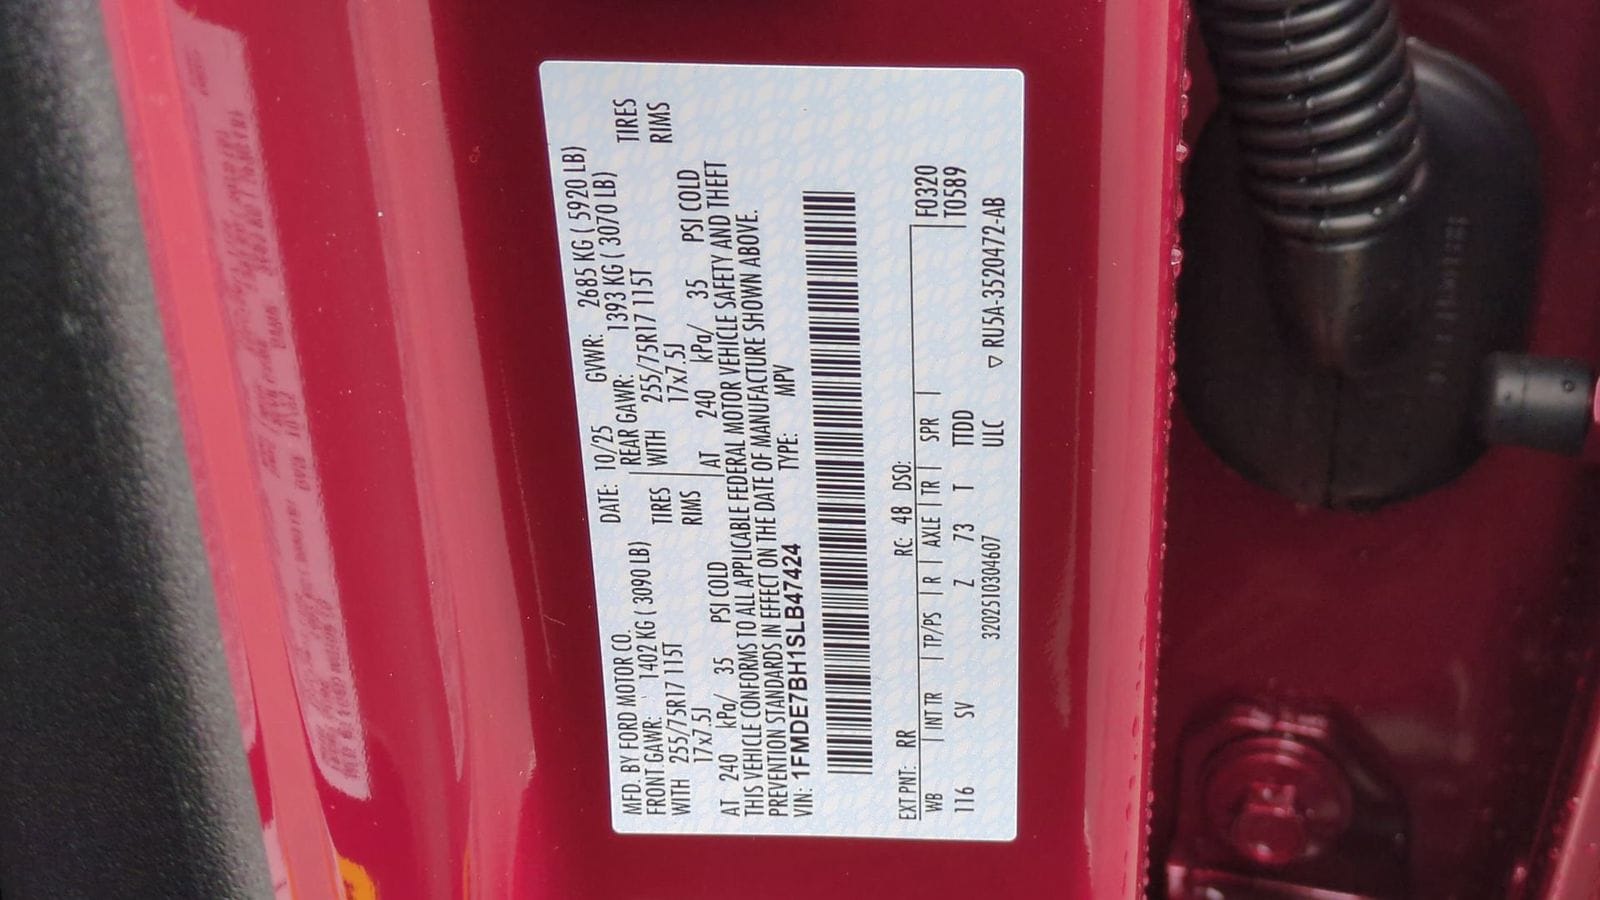 MFD. BY FORD MOTOR CO. DATE: 10/25 GVWR: 2685 KG ( 5920 LB)
FRONT GAWR: 1402 KG ( 3090 LB) REAR GAWR: 1393 KG ( 3070 LB)
WITH 255/75R17 115T TIRES WITH 255/75R17 115T TIRES
17x7.5J RIMS 17x7.5J RIMS
AT 240 kPa/ 35 PSI COLD AT 240 kPa/ 35 PSI COLD
THIS VEHICLE CONFORMS TO ALL APPLICABLE FEDERAL MOTOR VEHICLE SAFETY AND THEFT
PREVENTION STANDARDS IN EFFECT ON THE DATE OF MANUFACTURE SHOWN ABOVE.
VIN: 1FMDE7BH1SLB47424 TYPE: MPV
EXT PNT: RR RC: 48 DSO: F0320
WB | INT TR | TP/PS | R | AXLE | TR | SPR | T0589
116 SV Z 73 T TTDD
320251030460​7 ULC ▽ RU5A-3520472-AB